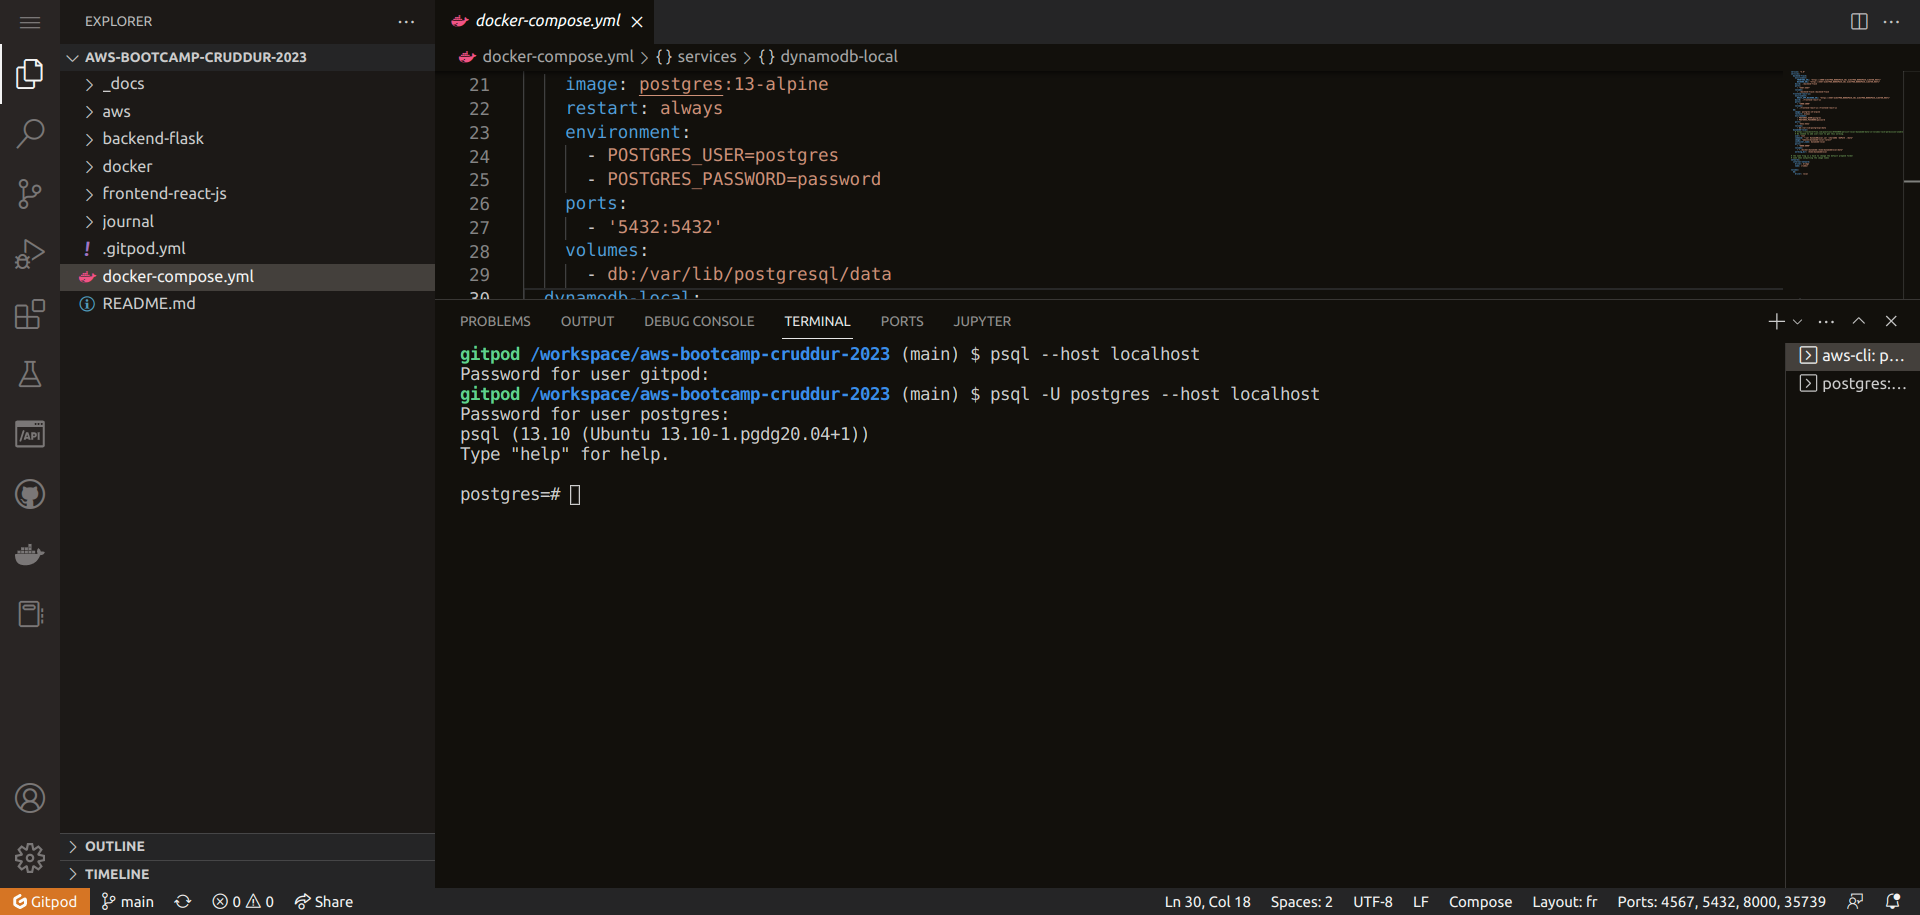 EXPLORER
AWS-BOOTCAMP-CRUDDUR-2023
_docs
aws
backend-flask
docker
frontend-react-js
journal
! .gitpod.yml
docker-compose.yml
README.md
OUTLINE
TIMELINE
docker-compose.yml
docker-compose.yml > {} services > {} dynamodb-local
21 image: postgres:13-alpine
22 restart: always
23 environment:
24 - POSTGRES_USER=postgres
25 - POSTGRES_PASSWORD=password
26 ports:
27 - '5432:5432'
28 volumes:
29 - db:/var/lib/postgresql/data
30 dynamodb-local:
PROBLEMS OUTPUT DEBUG CONSOLE TERMINAL PORTS JUPYTER
gitpod /workspace/aws-bootcamp-cruddur-2023 (main) $ psql --host localhost
Password for user gitpod:
gitpod /workspace/aws-bootcamp-cruddur-2023 (main) $ psql -U postgres --host localhost
Password for user postgres:
psql (13.10 (Ubuntu 13.10-1.pgdg20.04+1))
Type "help" for help.
postgres=#
aws-cli: p...
postgres:...
/API
Gitpod main 0 0 Share Ln 30, Col 18 Spaces: 2 UTF-8 LF Compose Layout: fr Ports: 4567, 5432, 8000, 35739